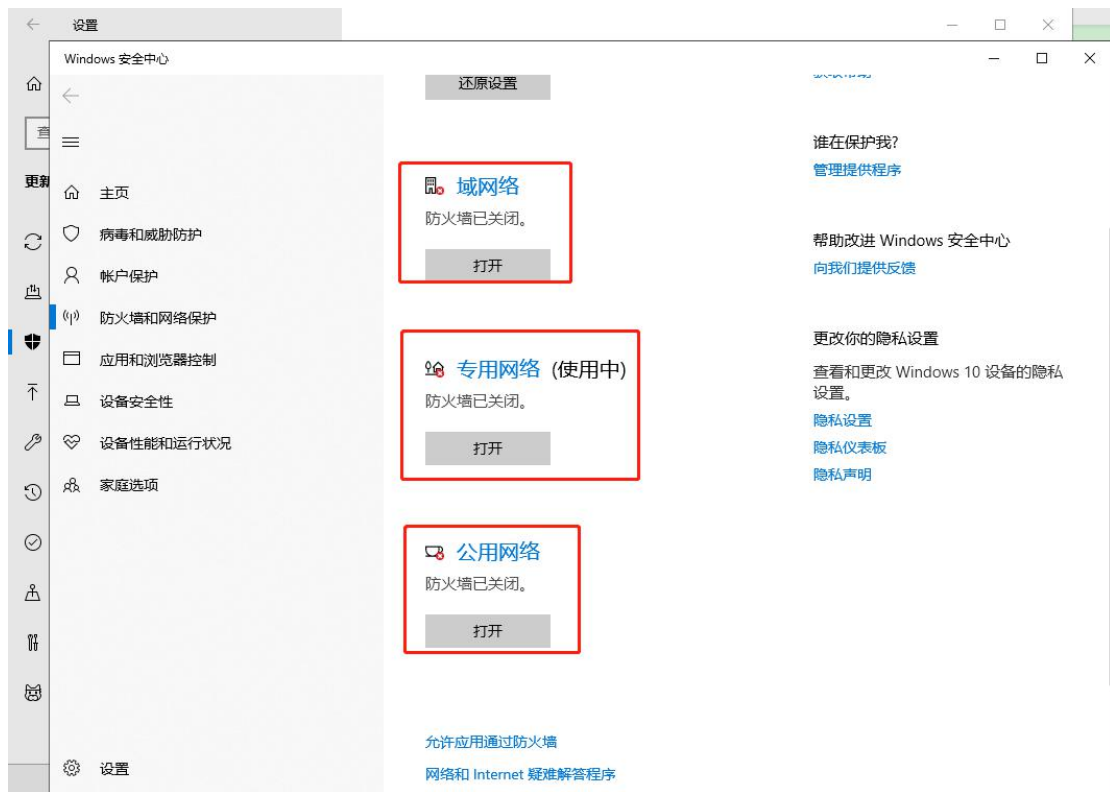 设置
Windows 安全中心
更新
主页
病毒和威胁防护
帐户保护
防火墙和网络保护
应用和浏览器控制
设备安全性
设备性能和运行状况
家庭选项
设置
还原设置
域网络
防火墙已关闭。
打开
专用网络 (使用中)
防火墙已关闭。
打开
公用网络
防火墙已关闭。
打开
允许应用通过防火墙
网络和 Internet 疑难解答程序
谁在保护我?
管理提供程序
帮助改进 Windows 安全中心
向我们提供反馈
更改你的隐私设置
查看和更改 Windows 10 设备的隐私
设置。
隐私设置
隐私仪表板
隐私声明